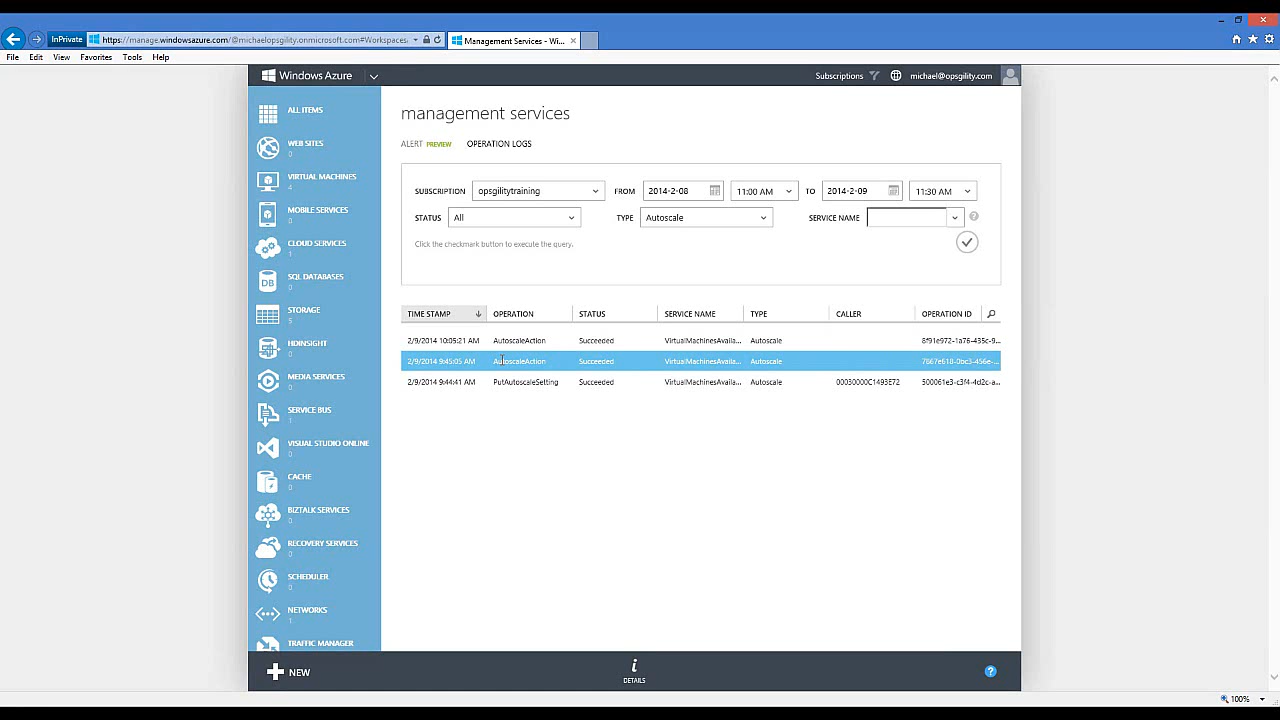 InPrivate https://manage.windowsazure.com/@michaelopsgility.onmicrosoft.com#Workspaces, Management Services - Wi...
File Edit View Favorites Tools Help
Windows Azure Subscriptions michael@opsgility.com
ALL ITEMS
WEB SITES
0
VIRTUAL MACHINES
4
MOBILE SERVICES
0
CLOUD SERVICES
1
SQL DATABASES
0
STORAGE
5
HDINSIGHT
0
MEDIA SERVICES
0
SERVICE BUS
1
VISUAL STUDIO ONLINE
0
CACHE
0
BIZTALK SERVICES
0
RECOVERY SERVICES
0
SCHEDULER
0
NETWORKS
1
TRAFFIC MANAGER
management services
ALERT PREVIEW OPERATION LOGS
SUBSCRIPTION opsgilitytraining FROM 2014-2-08 11:00 AM TO 2014-2-09 11:30 AM
STATUS All TYPE Autoscale SERVICE NAME ?
Click the checkmark button to execute the query.
TIME STAMP OPERATION STATUS SERVICE NAME TYPE CALLER OPERATION ID
2/9/2014 10:05:21 AM AutoscaleAction Succeeded VirtualMachinesAvaila... Autoscale 8f91e972-1a76-435c-9...
2/9/2014 9:45:05 AM AutoscaleAction Succeeded VirtualMachinesAvaila... Autoscale 7867e618-0bc3-456e-...
2/9/2014 9:44:41 AM PutAutoscaleSetting Succeeded VirtualMachinesAvaila... Autoscale 00030000C1493E72 500061e3-c3f4-4d2c-a...
NEW
i
DETAILS
?
100%